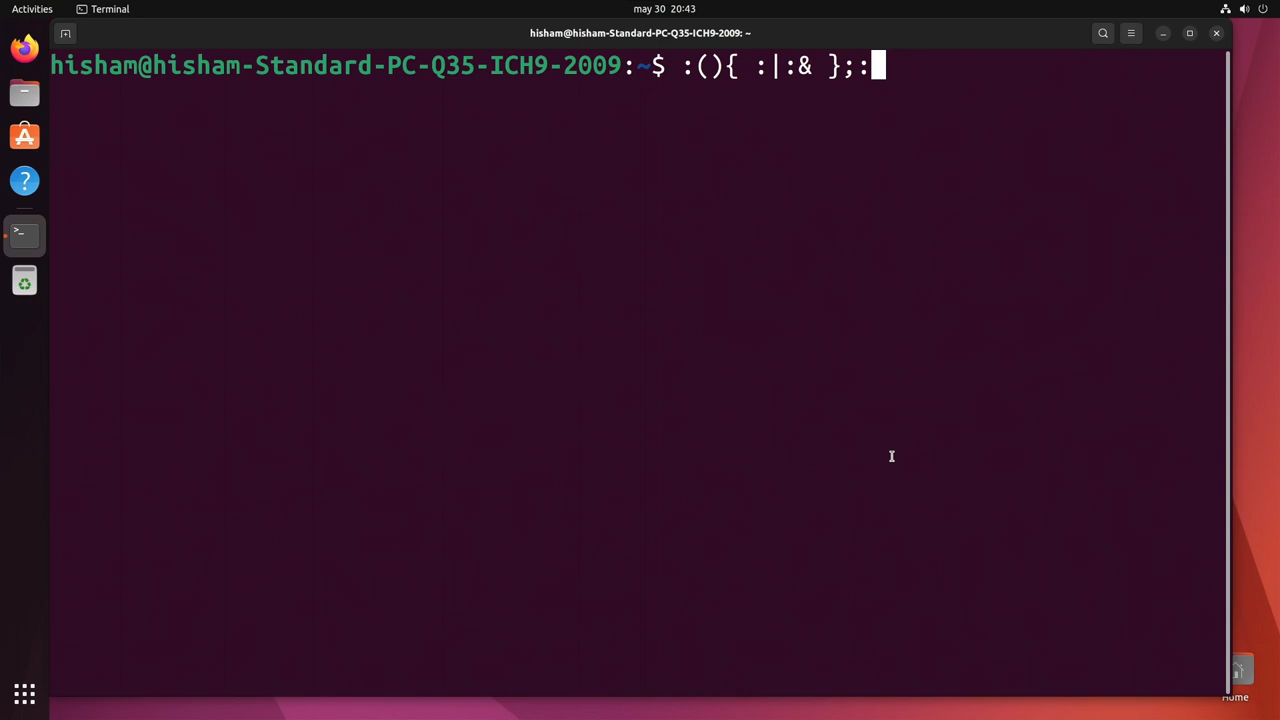 Activities Terminal may 30 20:43
hisham@hisham-Standard-PC-Q35-ICH9-2009: ~
hisham@hisham-Standard-PC-Q35-ICH9-2009:~$ :(){ :|:& };:
Home